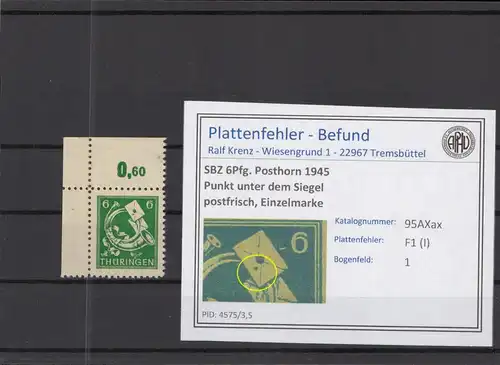 0,60
6 6
THÜRINGEN
Plattenfehler - Befund
Ralf Krenz - Wiesengrund 1 - 22967 Tremsbüttel
SBZ 6Pfg. Posthorn 1945
Punkt unter dem Siegel
postfrisch, Einzelmarke
6
Katalognummer: 95AXax
Plattenfehler: F1 (I)
Bogenfeld: 1
PID: 4575/3,5